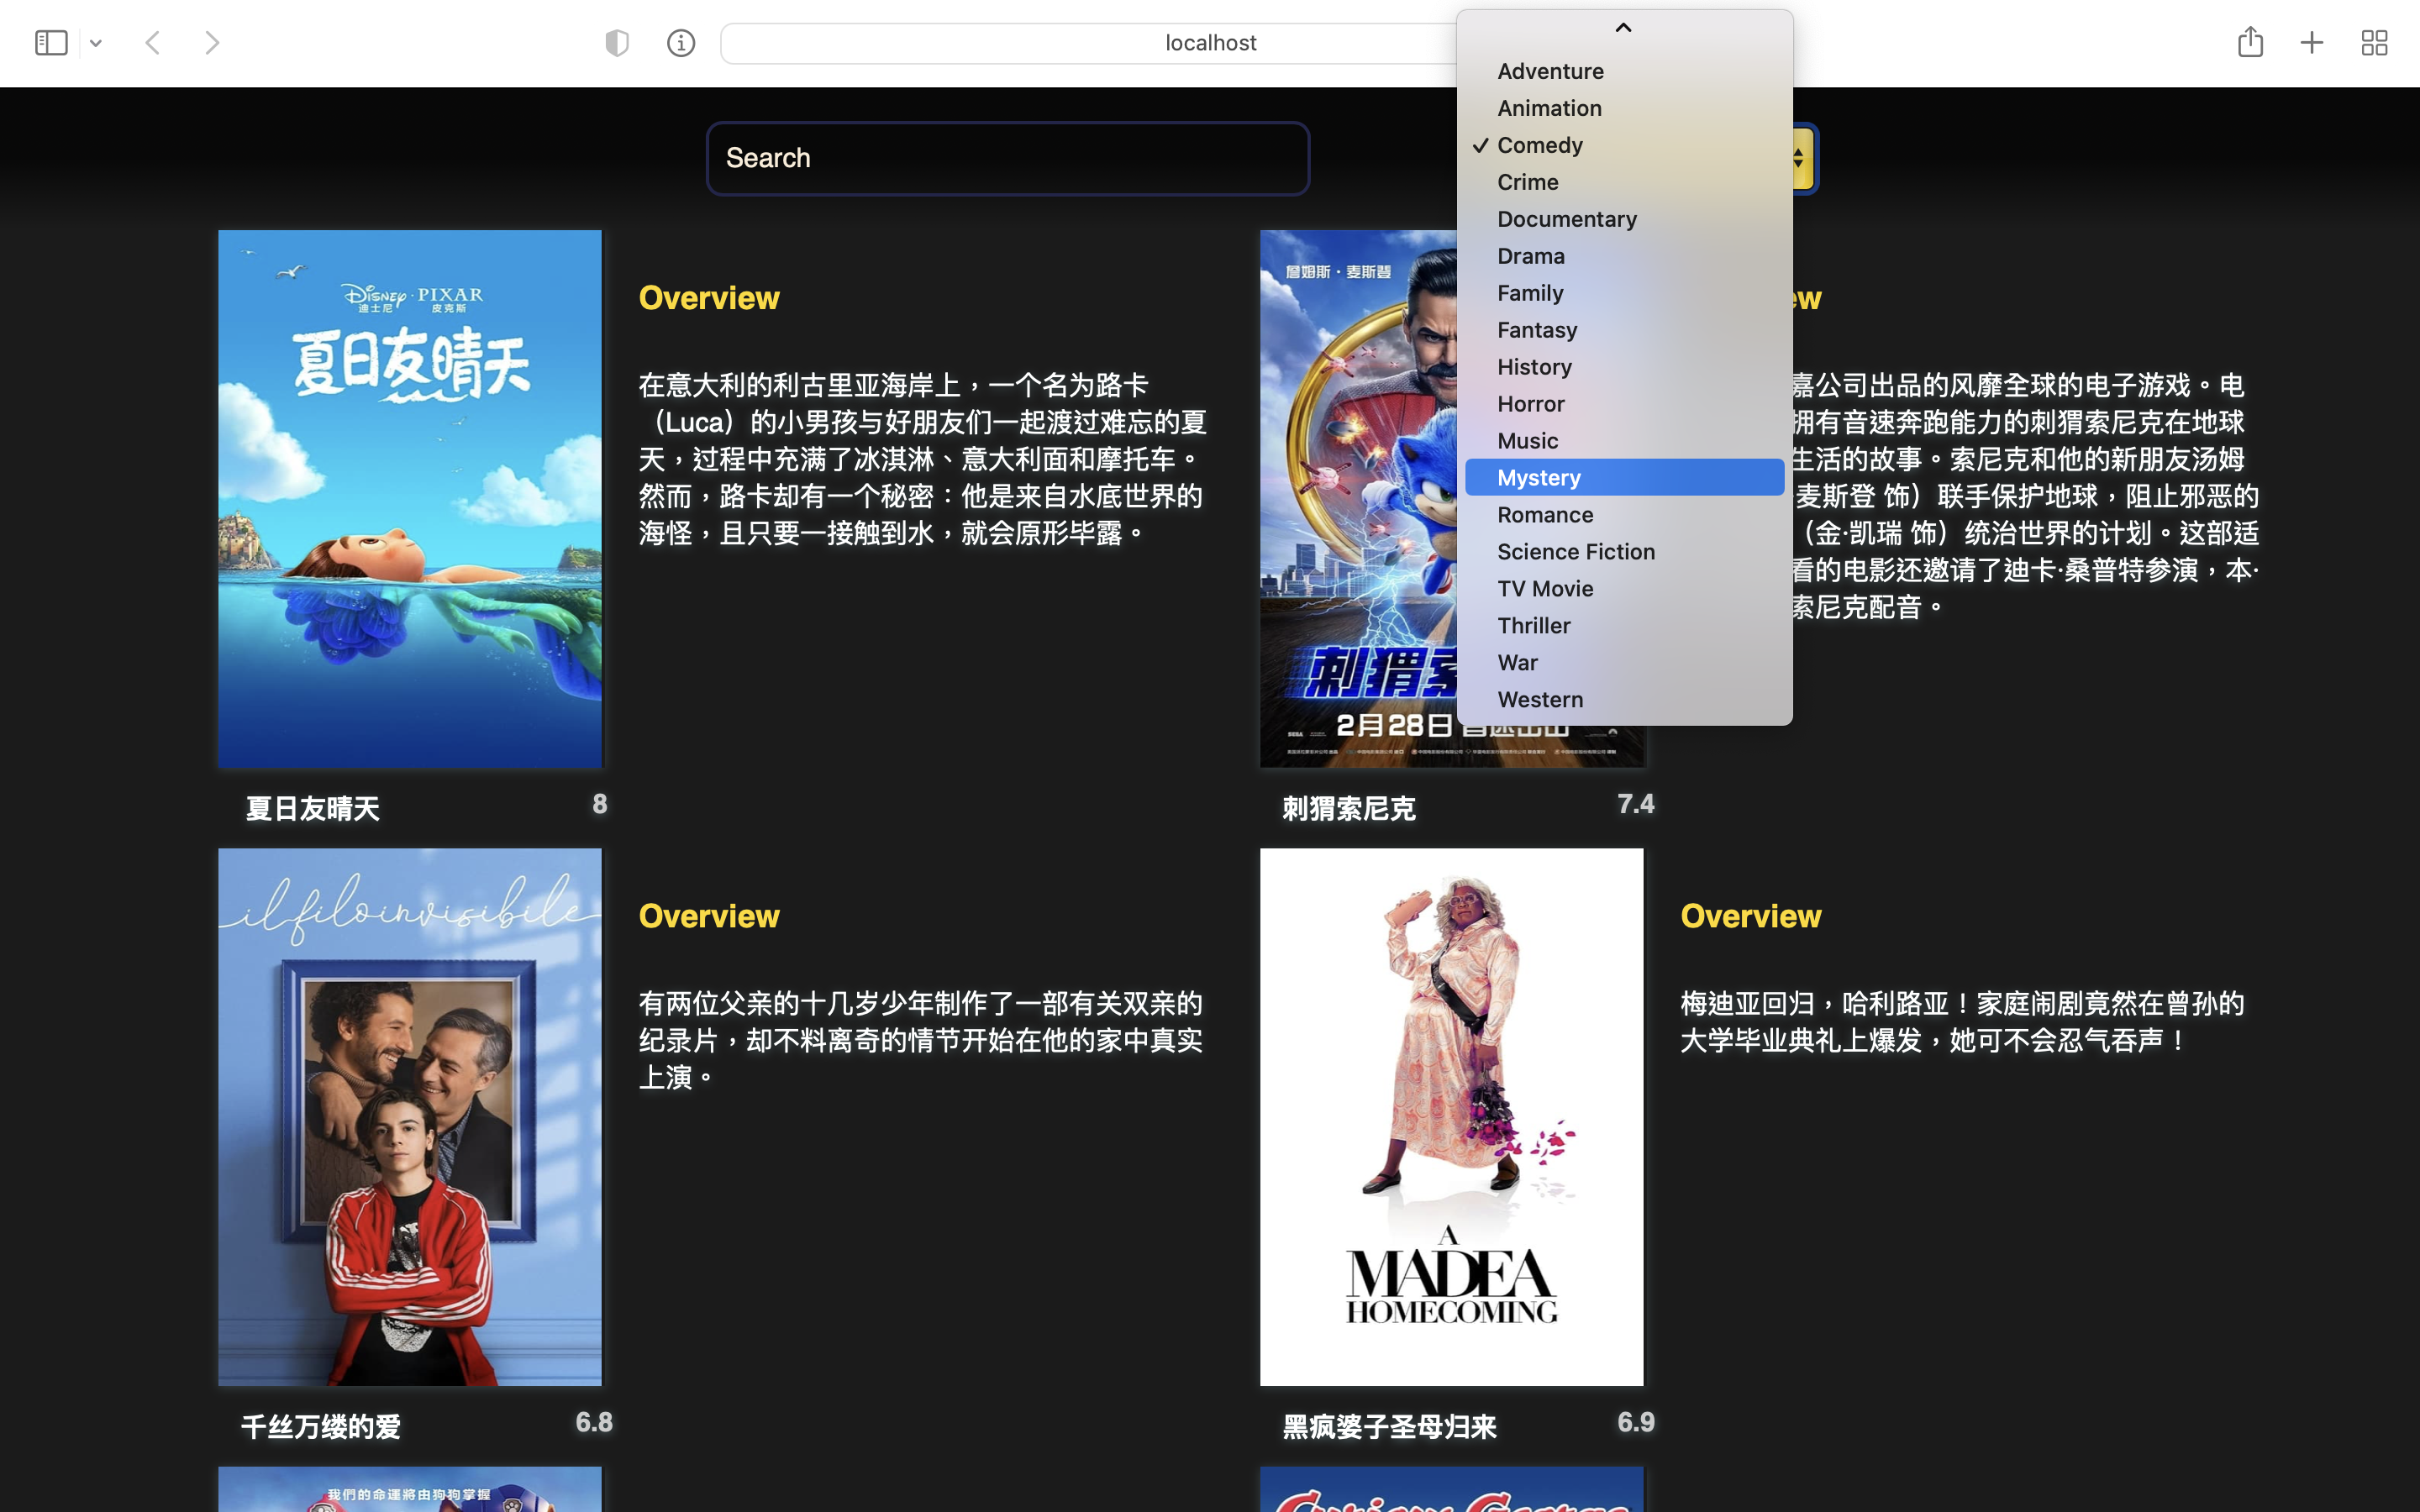 localhost
Search
Adventure
Animation
✓ Comedy
Crime
Documentary
Drama
Family
Fantasy
History
Horror
Music
Mystery
Romance
Science Fiction
TV Movie
Thriller
War
Western
Disney · PIXAR
迪士尼 皮克斯
夏日友晴天
Overview
在意大利的利古里亚海岸上，一个名为路卡
（Luca）的小男孩与好朋友们一起渡过难忘的夏
天，过程中充满了冰淇淋、意大利面和摩托车。
然而，路卡却有一个秘密：他是来自水底世界的
海怪，且只要一接触到水，就会原形毕露。
夏日友晴天
8
詹姆斯·麦斯登
刺猬索
2月28日
ew
嘉公司出品的风靡全球的电子游戏。电
拥有音速奔跑能力的刺猬索尼克在地球
生活的故事。索尼克和他的新朋友汤姆
麦斯登 饰）联手保护地球，阻止邪恶的
（金·凯瑞 饰）统治世界的计划。这部适
看的电影还邀请了迪卡·桑普特参演，本·
索尼克配音。
刺猬索尼克
7.4
il filo invisibile
Overview
有两位父亲的十几岁少年制作了一部有关双亲的
纪录片，却不料离奇的情节开始在他的家中真实
上演。
千丝万缕的爱
6.8
A
MADEA
HOMECOMING
Overview
梅迪亚回归，哈利路亚！家庭闹剧竟然在曾孙的
大学毕业典礼上爆发，她可不会忍气吞声！
黑疯婆子圣母归来
6.9
我們的命運將由狗狗掌握
Curious George